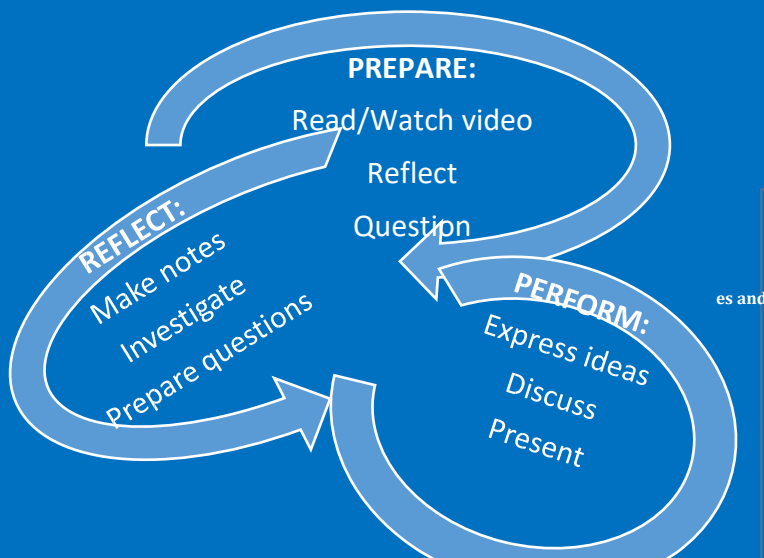 PREPARE:
Read/Watch video
Reflect
Question
REFLECT:
Make notes
Investigate
Prepare questions
PERFORM:
Express ideas
Discuss
Present
es and